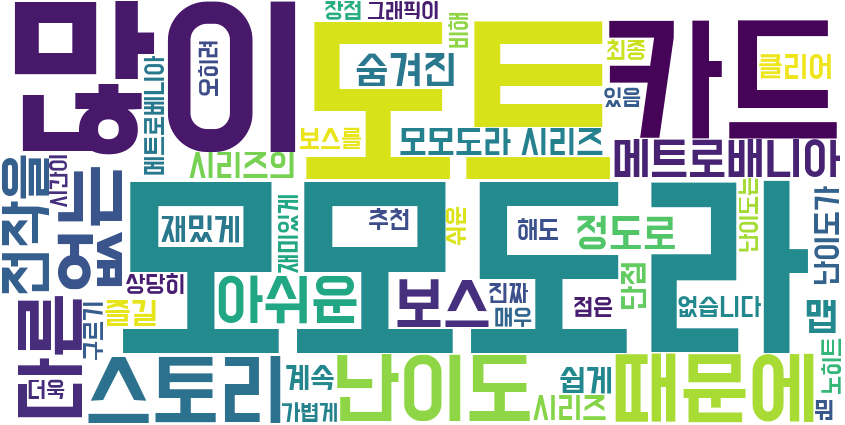 장점 그래픽이
많이
메트로베니아
오히려
도트
숨겨진
비해
카드
최종
클리어
있음
보스를
모모도라 시리즈
시리즈의
메트로배니아
전작을
시간이
없는
모모도라
재밌게
재미있게
추천
쉬운
해도
정도로
난이도는
난이도가
상당히
아쉬운
보스
진짜
매우
점은
단점
없습니다
맵
다른
즐길
구르기
더욱
스토리
계속
가볍게
난이도
쉽게
시리즈
때문에
노히트
뭐